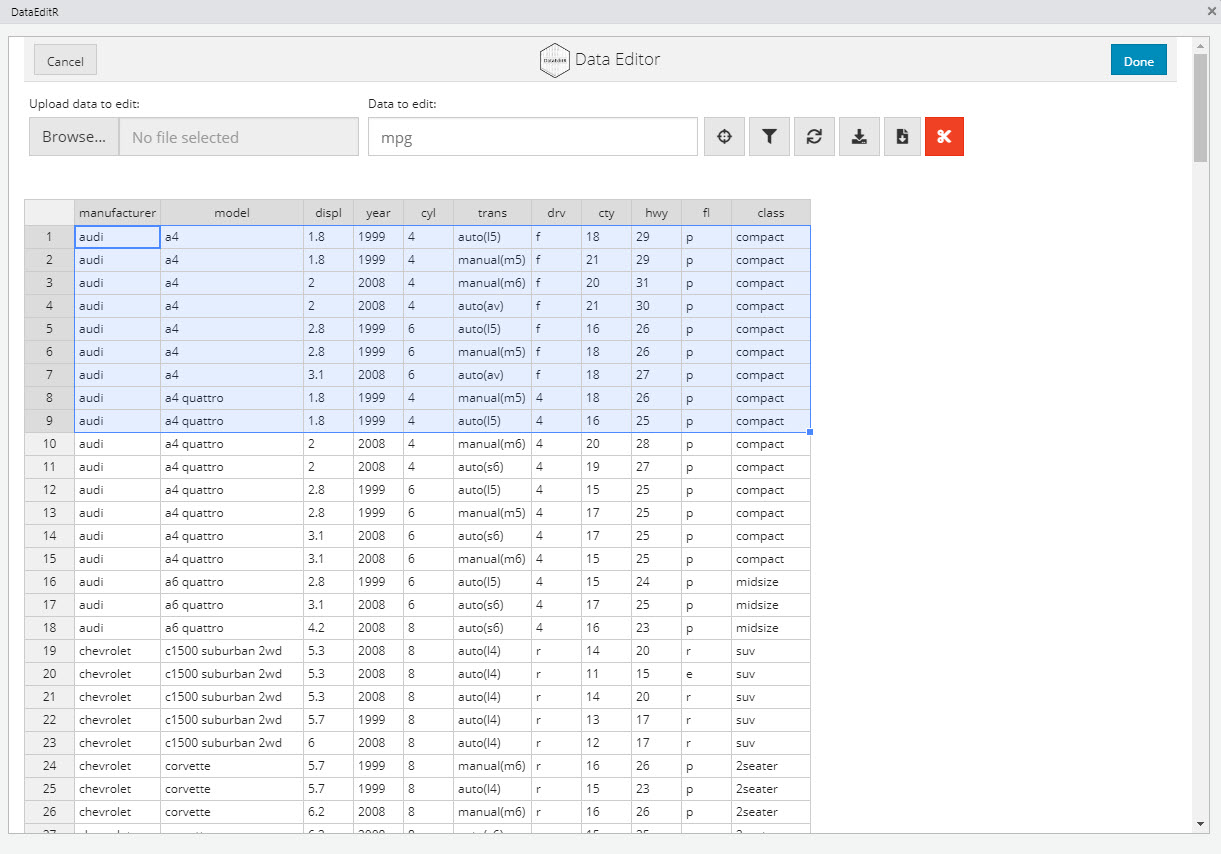 DataEditR
Cancel
DataEditR Data Editor
Done
Upload data to edit:
Data to edit:
Browse... No file selected
mpg
manufacturer model displ year cyl trans drv cty hwy fl class
1 audi a4 1.8 1999 4 auto(l5) f 18 29 p compact
2 audi a4 1.8 1999 4 manual(m5) f 21 29 p compact
3 audi a4 2 2008 4 manual(m6) f 20 31 p compact
4 audi a4 2 2008 4 auto(av) f 21 30 p compact
5 audi a4 2.8 1999 6 auto(l5) f 16 26 p compact
6 audi a4 2.8 1999 6 manual(m5) f 18 26 p compact
7 audi a4 3.1 2008 6 auto(av) f 18 27 p compact
8 audi a4 quattro 1.8 1999 4 manual(m5) 4 18 26 p compact
9 audi a4 quattro 1.8 1999 4 auto(l5) 4 16 25 p compact
10 audi a4 quattro 2 2008 4 manual(m6) 4 20 28 p compact
11 audi a4 quattro 2 2008 4 auto(s6) 4 19 27 p compact
12 audi a4 quattro 2.8 1999 6 auto(l5) 4 15 25 p compact
13 audi a4 quattro 2.8 1999 6 manual(m5) 4 17 25 p compact
14 audi a4 quattro 3.1 2008 6 auto(s6) 4 17 25 p compact
15 audi a4 quattro 3.1 2008 6 manual(m6) 4 15 25 p compact
16 audi a6 quattro 2.8 1999 6 auto(l5) 4 15 24 p midsize
17 audi a6 quattro 3.1 2008 6 auto(s6) 4 17 25 p midsize
18 audi a6 quattro 4.2 2008 8 auto(s6) 4 16 23 p midsize
19 chevrolet c1500 suburban 2wd 5.3 2008 8 auto(l4) r 14 20 r suv
20 chevrolet c1500 suburban 2wd 5.3 2008 8 auto(l4) r 11 15 e suv
21 chevrolet c1500 suburban 2wd 5.3 2008 8 auto(l4) r 14 20 r suv
22 chevrolet c1500 suburban 2wd 5.7 1999 8 auto(l4) r 13 17 r suv
23 chevrolet c1500 suburban 2wd 6 2008 8 auto(l4) r 12 17 r suv
24 chevrolet corvette 5.7 1999 8 manual(m6) r 16 26 p 2seater
25 chevrolet corvette 5.7 1999 8 auto(l4) r 15 23 p 2seater
26 chevrolet corvette 6.2 2008 8 manual(m6) r 16 26 p 2seater